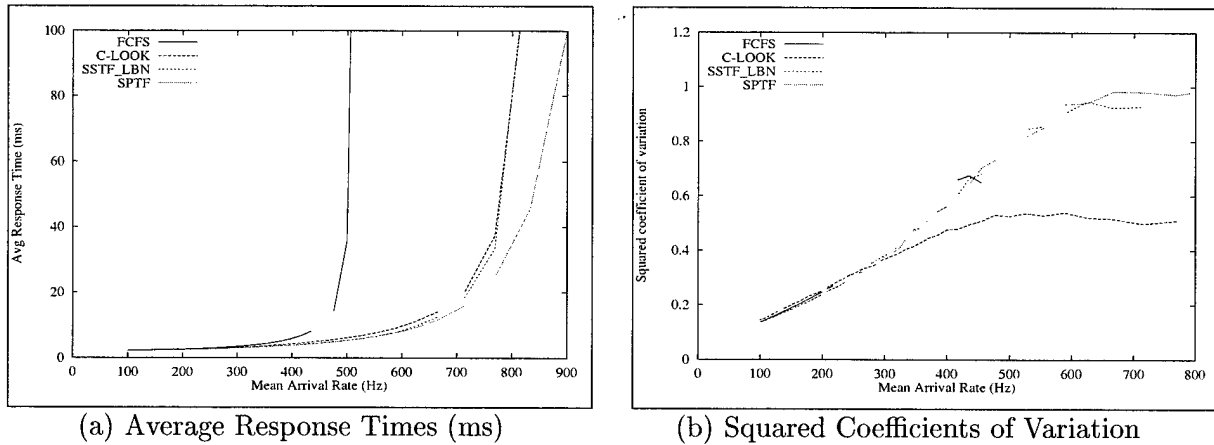 100
80
60
40
20
0
Avg Response Time (ms)
FCFS
C-LOOK
SSTF_LBN
SPTF
0 100 200 300 400 500 600 700 800 900
Mean Arrival Rate (Hz)
(a) Average Response Times (ms)
1.2
1
0.8
0.6
0.4
0.2
0
Squared coefficient of variation
FCFS
C-LOOK
SSTF_LBN
SPTF
0 100 200 300 400 500 600 700 800
Mean Arrival Rate (Hz)
(b) Squared Coefficients of Variation